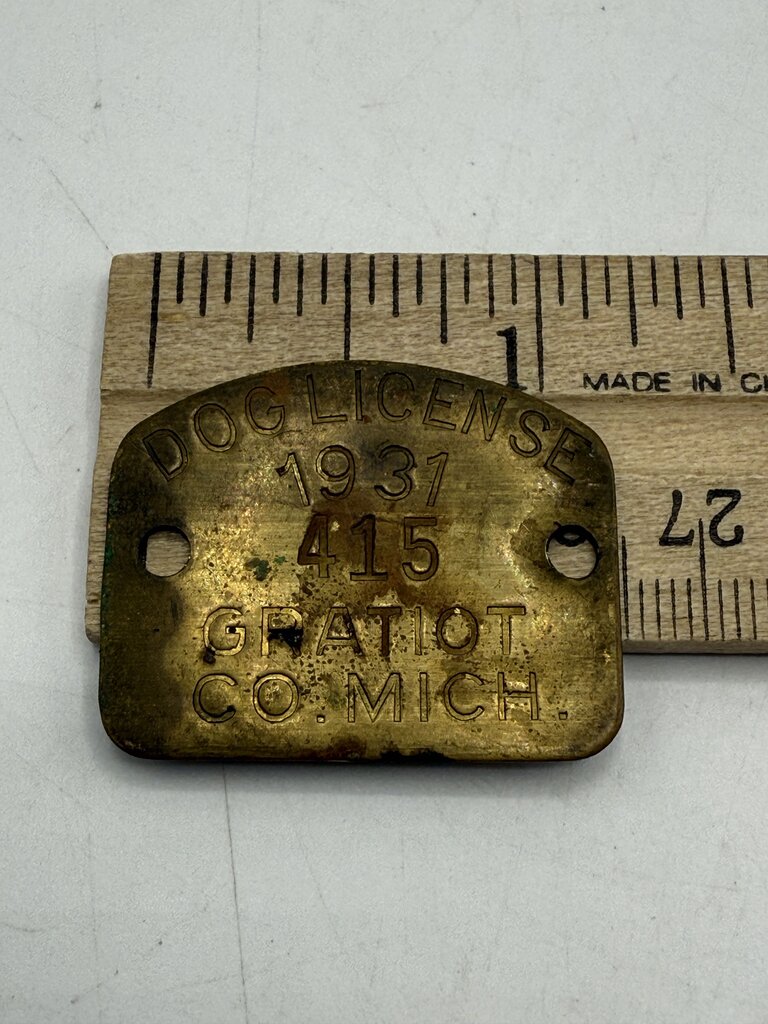 1
MADE IN C
27
DOG LICENSE
1931
415
GRATIOT
CO. MICH.